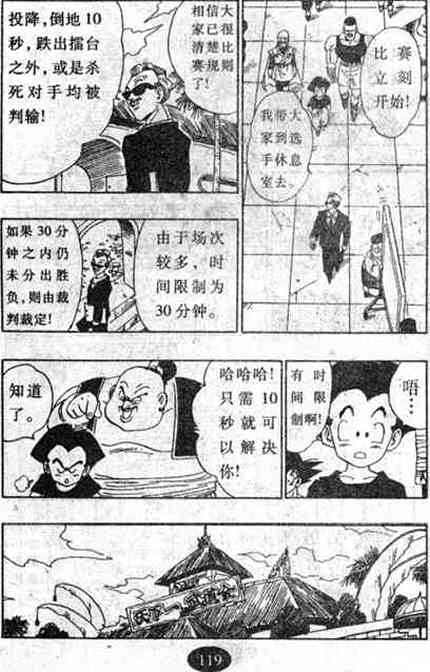 比赛
立刻
开始!
我带大
家到选
手休息
室去。
相信大
家已很
清楚比
赛规则
了!
投降,倒地10
秒,跌出擂台
之外,或是杀
死对手均被
判输!
由于场次
较多,时
间限制为
30分钟。
如果30分
钟之内仍
未分出胜
负,则由裁
判裁定!
唔…
有时
间限
制啊!
哈哈哈!
只需10
秒就可
以解决
你!
知道
了。
119